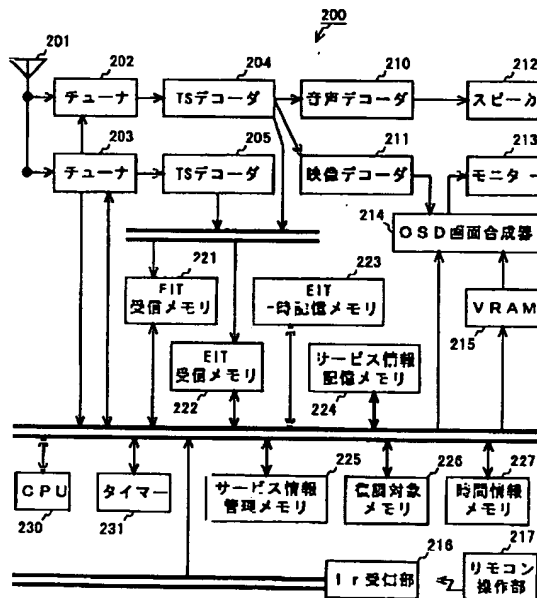 200
201
202
204
210
212
チューナ
TSデコーダ
音声デコーダ
スピーカ
203
205
211
213
チューナ
TSデコーダ
映像デコーダ
モニター
214
OSD画面合成器
221
223
FIT
受信メモリ
EIT
一時記憶メモリ
VRAM
215
EIT
受信メモリ
222
サービス情報
記憶メモリ
224
225
226
227
CPU
タイマー
サービス情報
管理メモリ
対象
メモリ
時間情報
メモリ
230
231
216
217
Ir受信部
リモコン
操作部